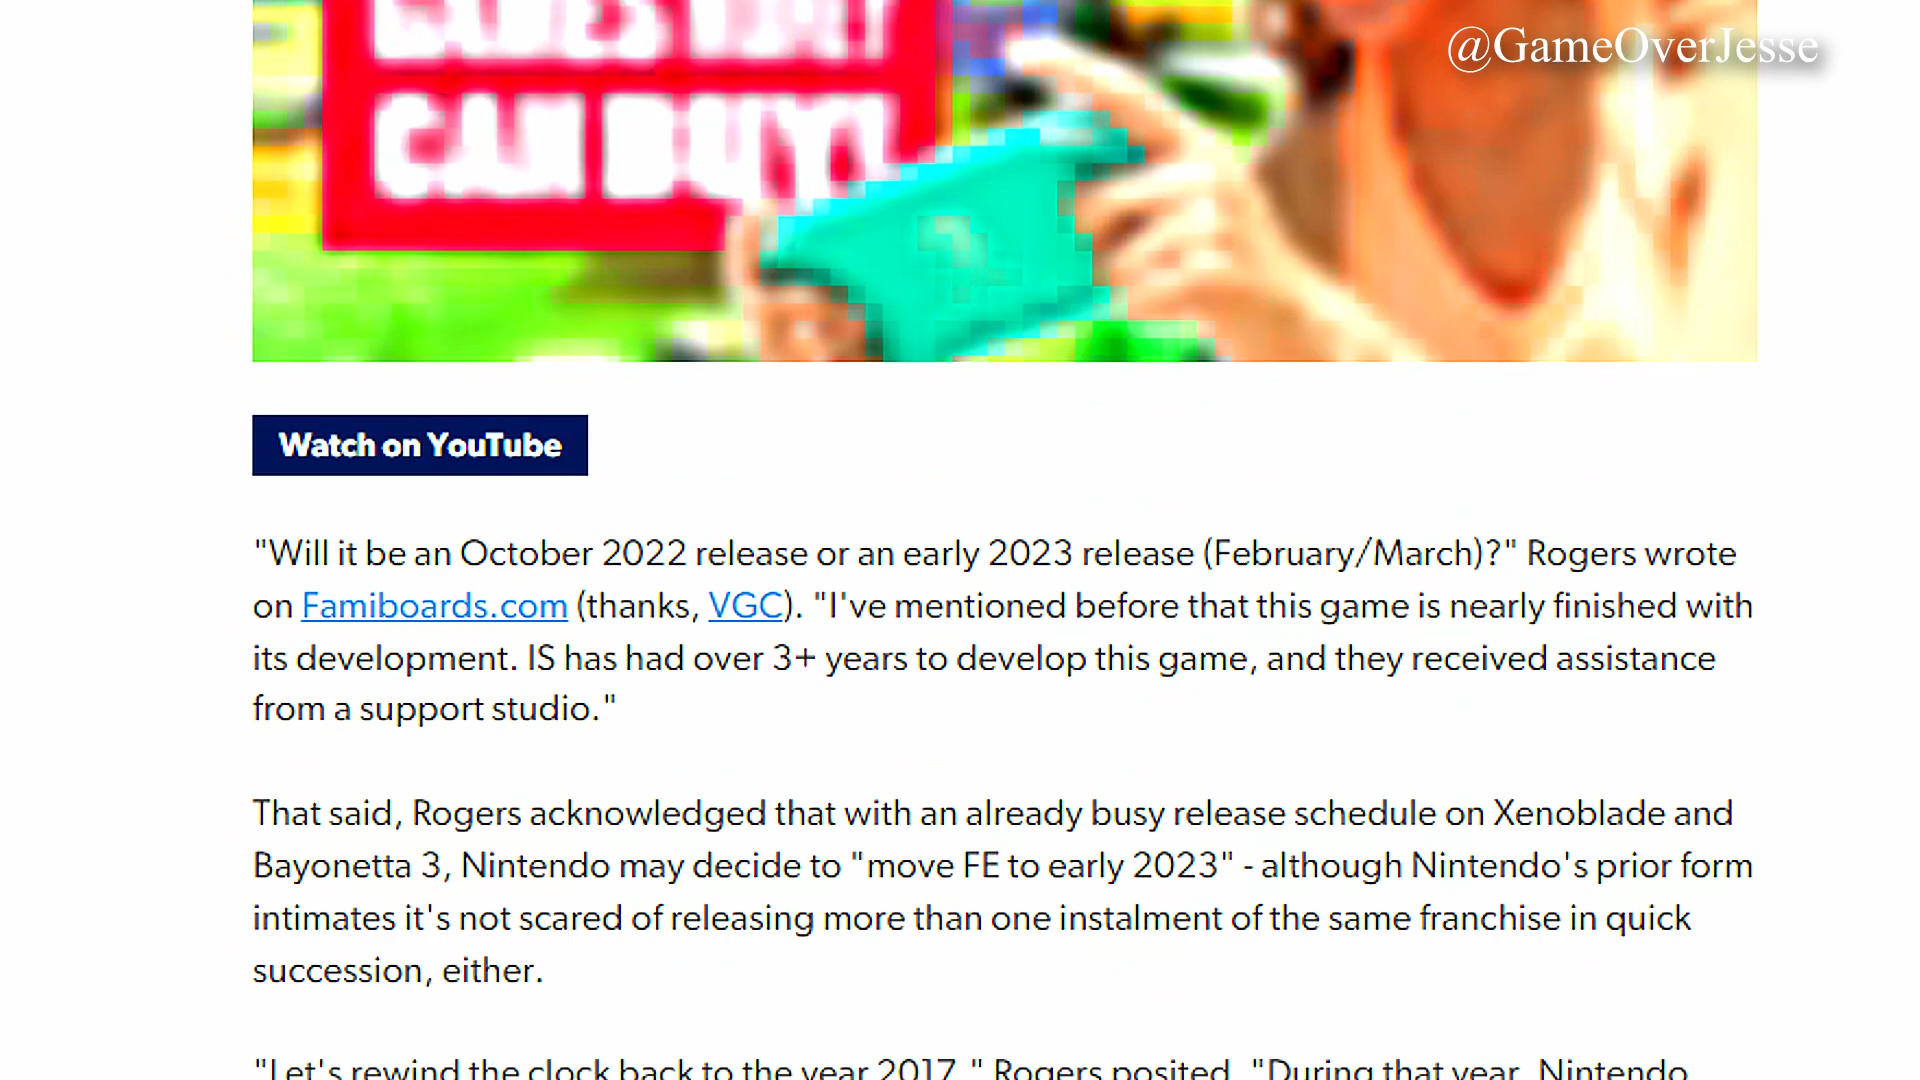 @GameOverJesse
CAN BUY!
Watch on YouTube
"Will it be an October 2022 release or an early 2023 release (February/March)?" Rogers wrote
on Famiboards.com (thanks, VGC). "I've mentioned before that this game is nearly finished with
its development. IS has had over 3+ years to develop this game, and they received assistance
from a support studio."
That said, Rogers acknowledged that with an already busy release schedule on Xenoblade and
Bayonetta 3, Nintendo may decide to "move FE to early 2023" - although Nintendo's prior form
intimates it's not scared of releasing more than one instalment of the same franchise in quick
succession, either.
"Let's rewind the clock back to the year 2017," Rogers posited. "During that year, Nintendo